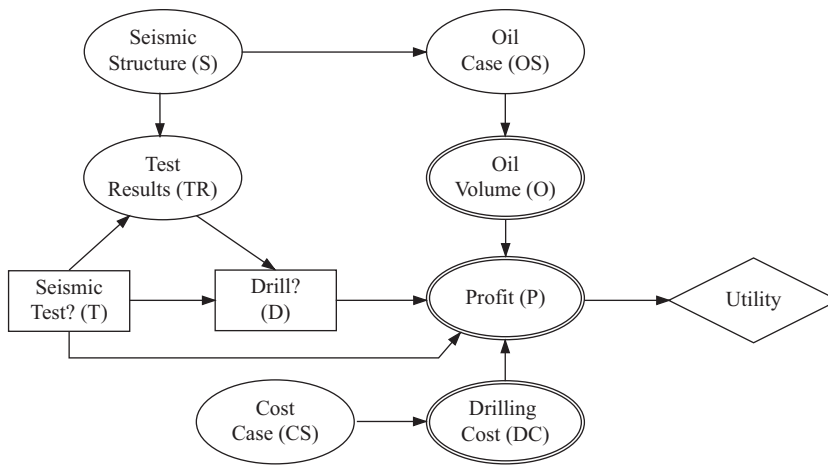 Seismic
Structure (S)
Oil
Case (OS)
Test
Results (TR)
Oil
Volume (O)
Seismic
Test? (T)
Drill?
(D)
Profit (P)
Utility
Cost
Case (CS)
Drilling
Cost (DC)